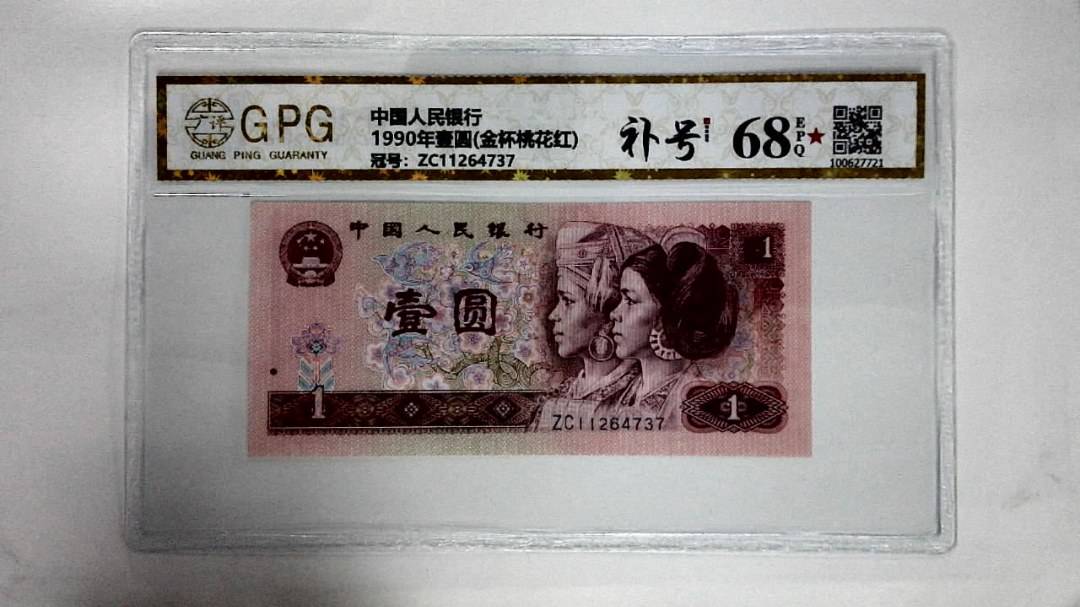 广评
GPG
GUANG PING GUARANTY
中国人民银行
1990年壹圆(金杯桃花红)
冠号：ZC11264737
补号
68
EPQ
100627721
中国人民银行
1
壹圆
1
ZC11264737
1